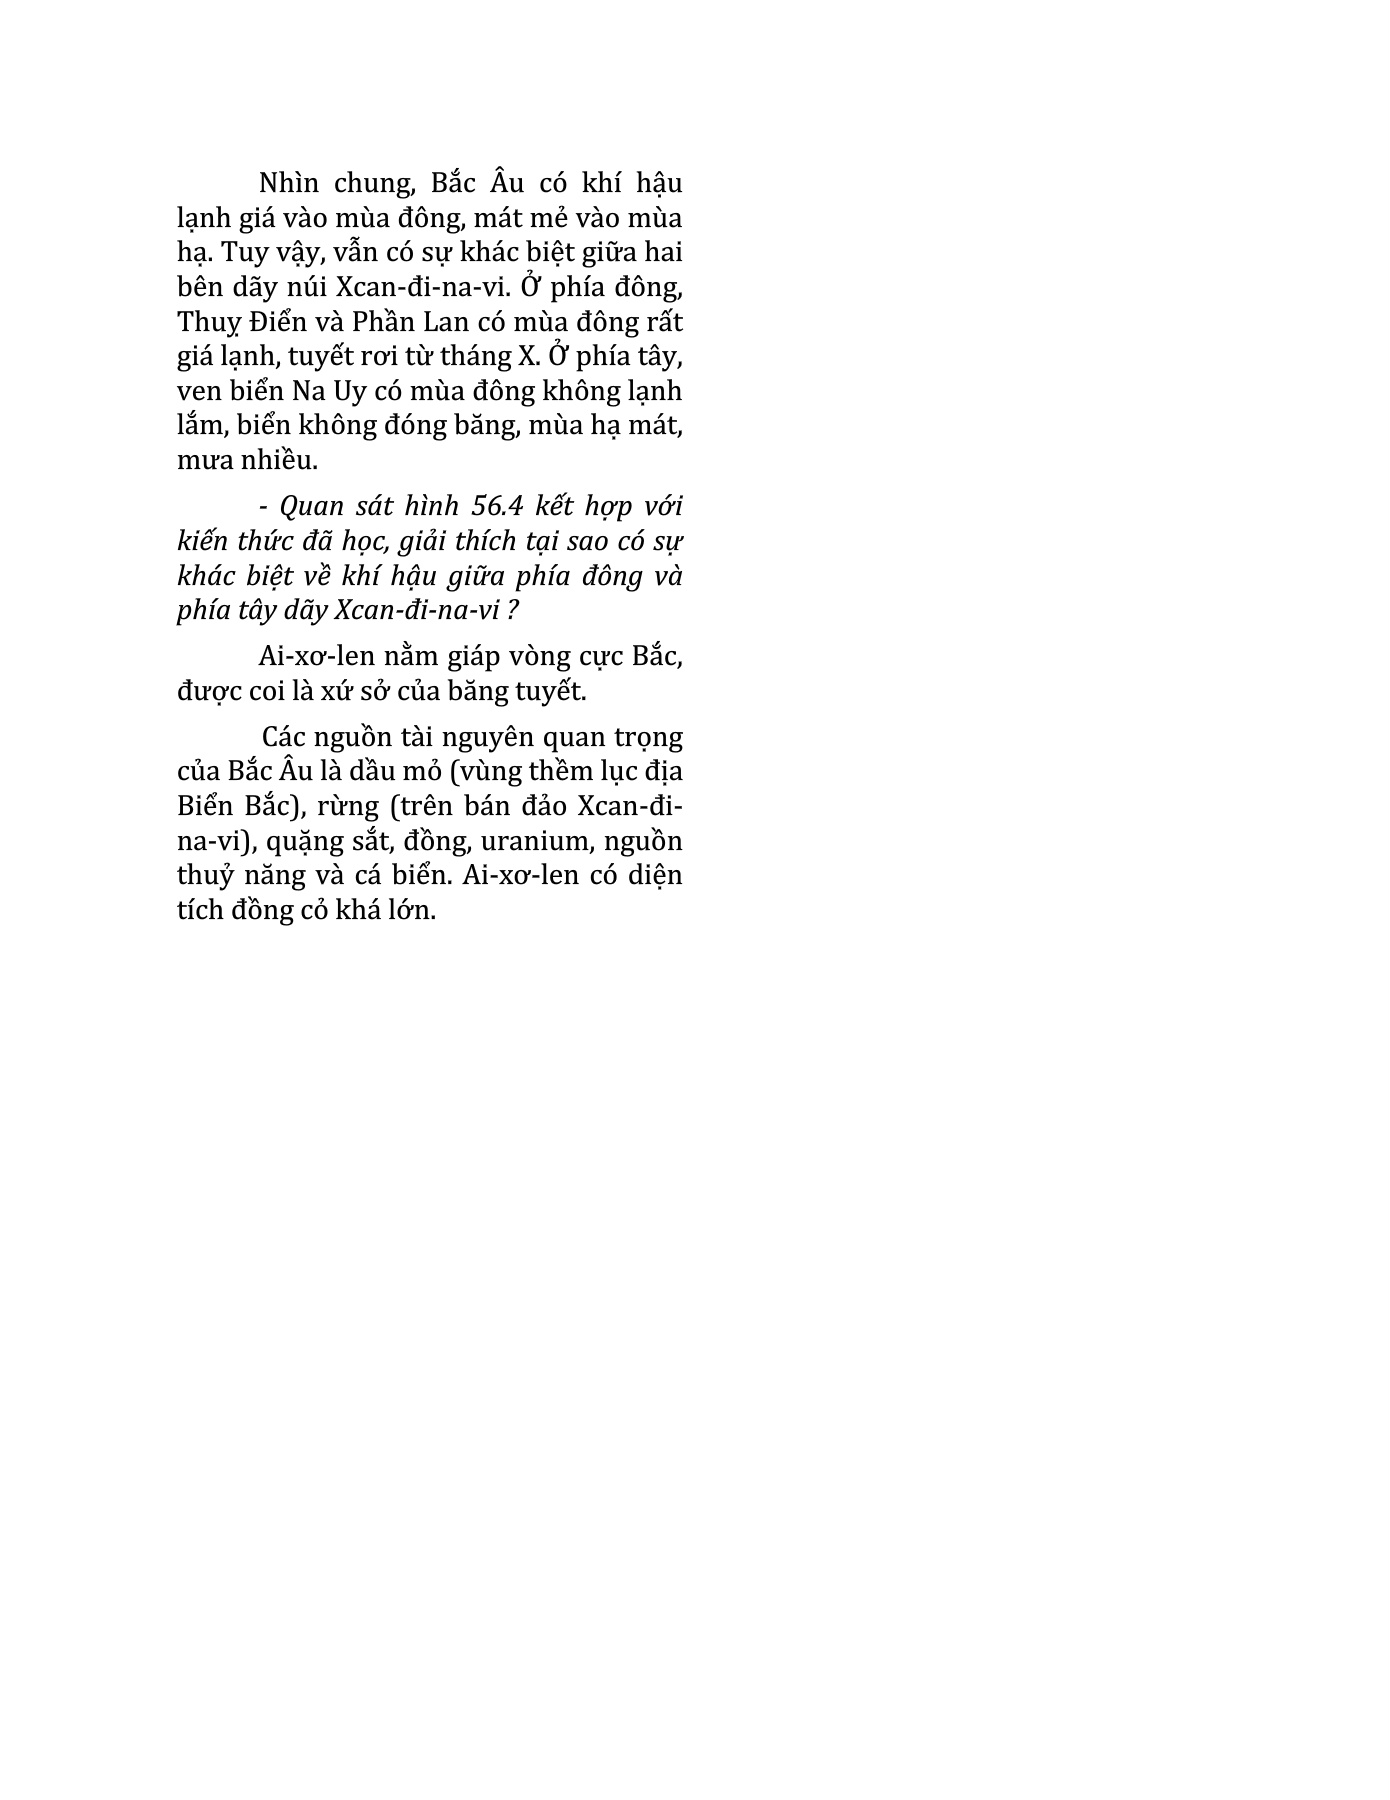 Nhìn chung, Bắc Âu có khí hậu
lạnh giá vào mùa đông, mát mẻ vào mùa
hạ. Tuy vậy, vẫn có sự khác biệt giữa hai
bên dãy núi Xcan-đi-na-vi. Ở phía đông,
Thuỵ Điển và Phần Lan có mùa đông rất
giá lạnh, tuyết rơi từ tháng X. Ở phía tây,
ven biển Na Uy có mùa đông không lạnh
lắm, biển không đóng băng, mùa hạ mát,
mưa nhiều.
- Quan sát hình 56.4 kết hợp với
kiến thức đã học, giải thích tại sao có sự
khác biệt về khí hậu giữa phía đông và
phía tây dãy Xcan-đi-na-vi ?
Ai-xơ-len nằm giáp vòng cực Bắc,
được coi là xứ sở của băng tuyết.
Các nguồn tài nguyên quan trọng
của Bắc Âu là dầu mỏ (vùng thềm lục địa
Biển Bắc), rừng (trên bán đảo Xcan-đi-
na-vi), quặng sắt, đồng, uranium, nguồn
thuỷ năng và cá biển. Ai-xơ-len có diện
tích đồng cỏ khá lớn.